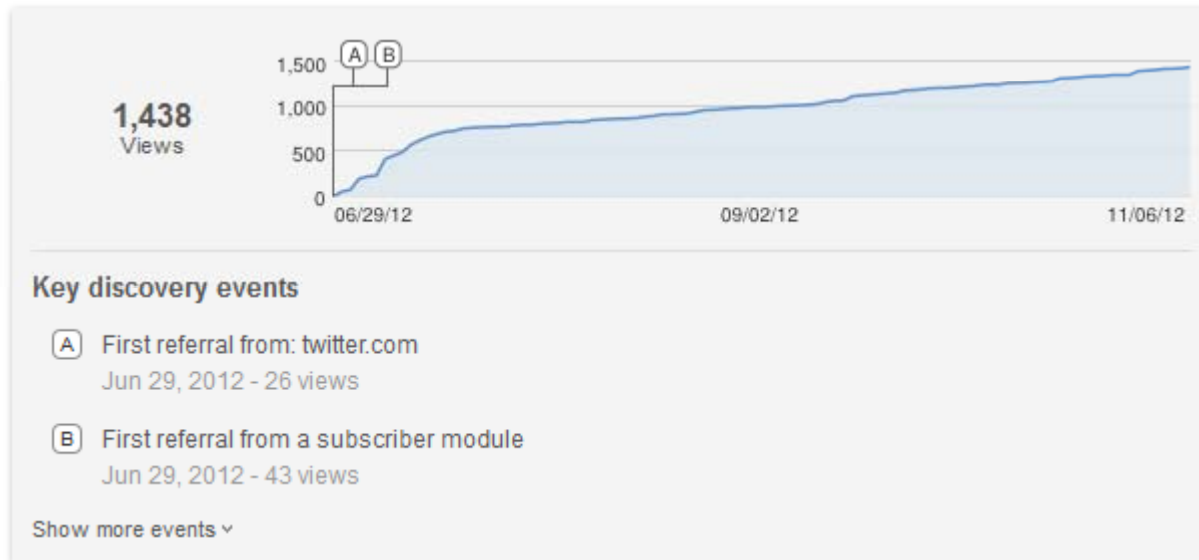 A B
1,500
1,000
500
0
1,438
Views
06/29/12 09/02/12 11/06/12
Key discovery events
A First referral from: twitter.com
Jun 29, 2012 - 26 views
B First referral from a subscriber module
Jun 29, 2012 - 43 views
Show more events